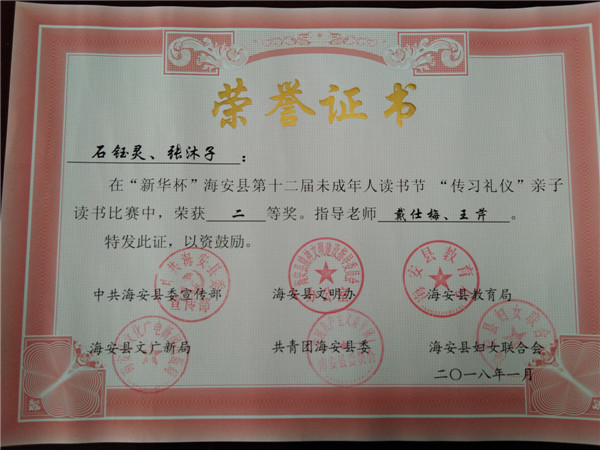 荣誉证书
石钰灵、张沐子:
在“新华杯”海安县第十二届未成年人读书节 “传习礼仪”亲子
读书比赛中，荣获 二 等奖。指导老师 戴仕梅、王芹 。
特发此证，以资鼓励。
中共海安县委宣传部 海安县文明办 海安县教育局
海安县文广新局 共青团海安县委 海安县妇女联合会
二〇一八年一月